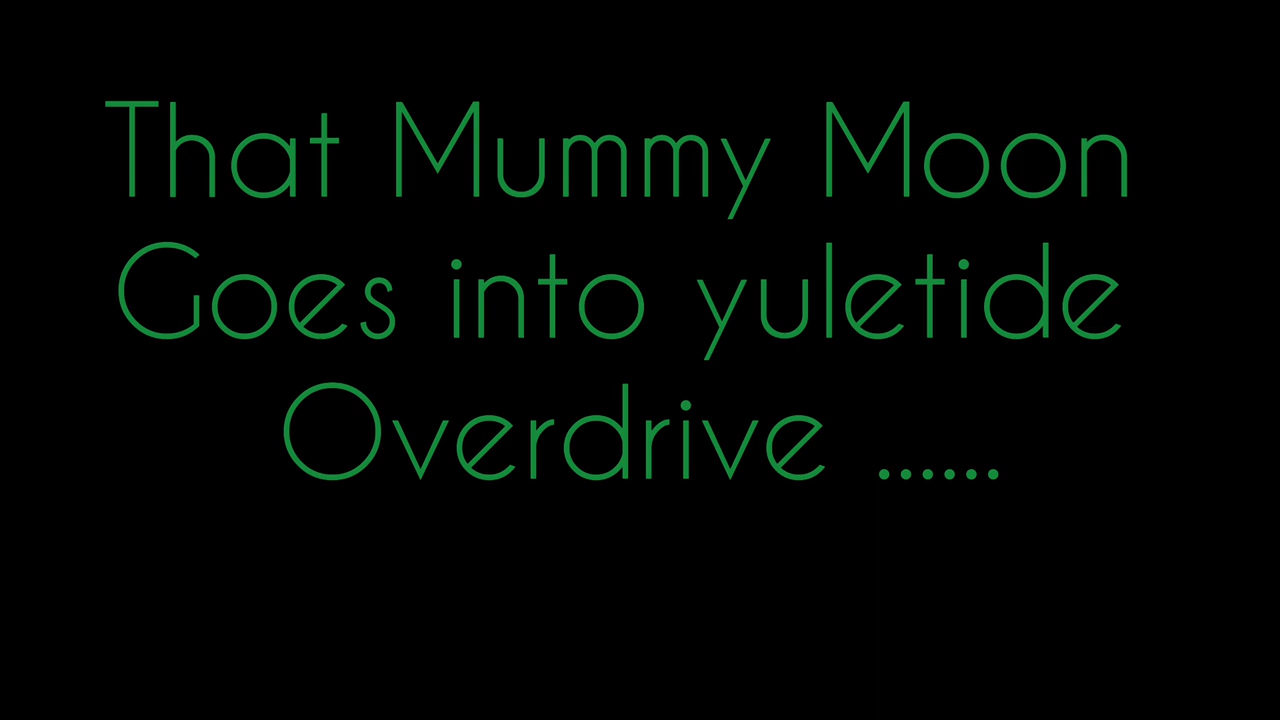 That Mummy Moon
Goes into yuletide
Overdrive ......